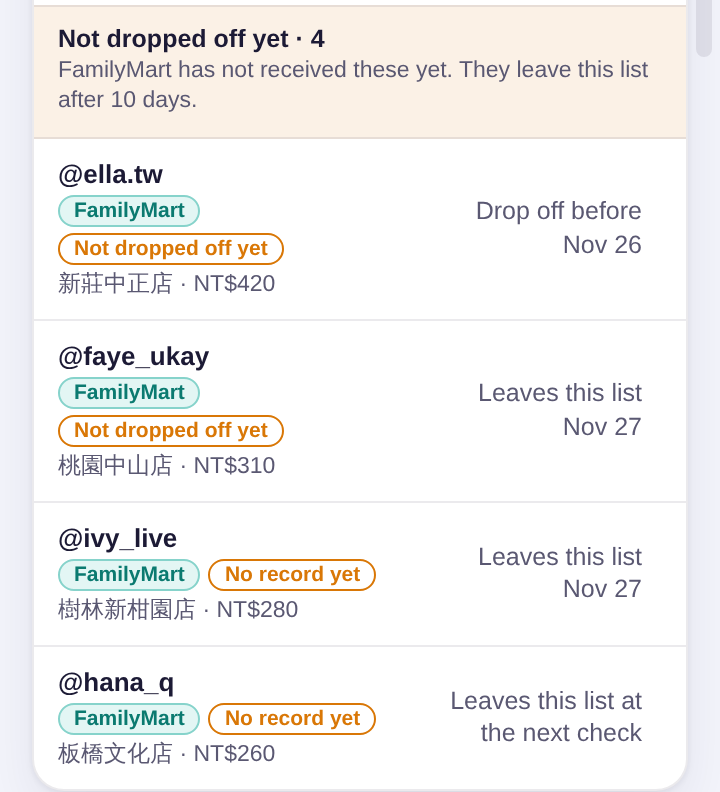 Not dropped off yet · 4
FamilyMart has not received these yet. They leave this list
after 10 days.
@ella.tw
FamilyMart
Not dropped off yet
新莊中正店 · NT$420
Drop off before
Nov 26
@faye_ukay
FamilyMart
Not dropped off yet
桃園中山店 · NT$310
Leaves this list
Nov 27
@ivy_live
FamilyMart No record yet
樹林新柑園店 · NT$280
Leaves this list
Nov 27
@hana_q
FamilyMart No record yet
板橋文化店 · NT$260
Leaves this list at
the next check